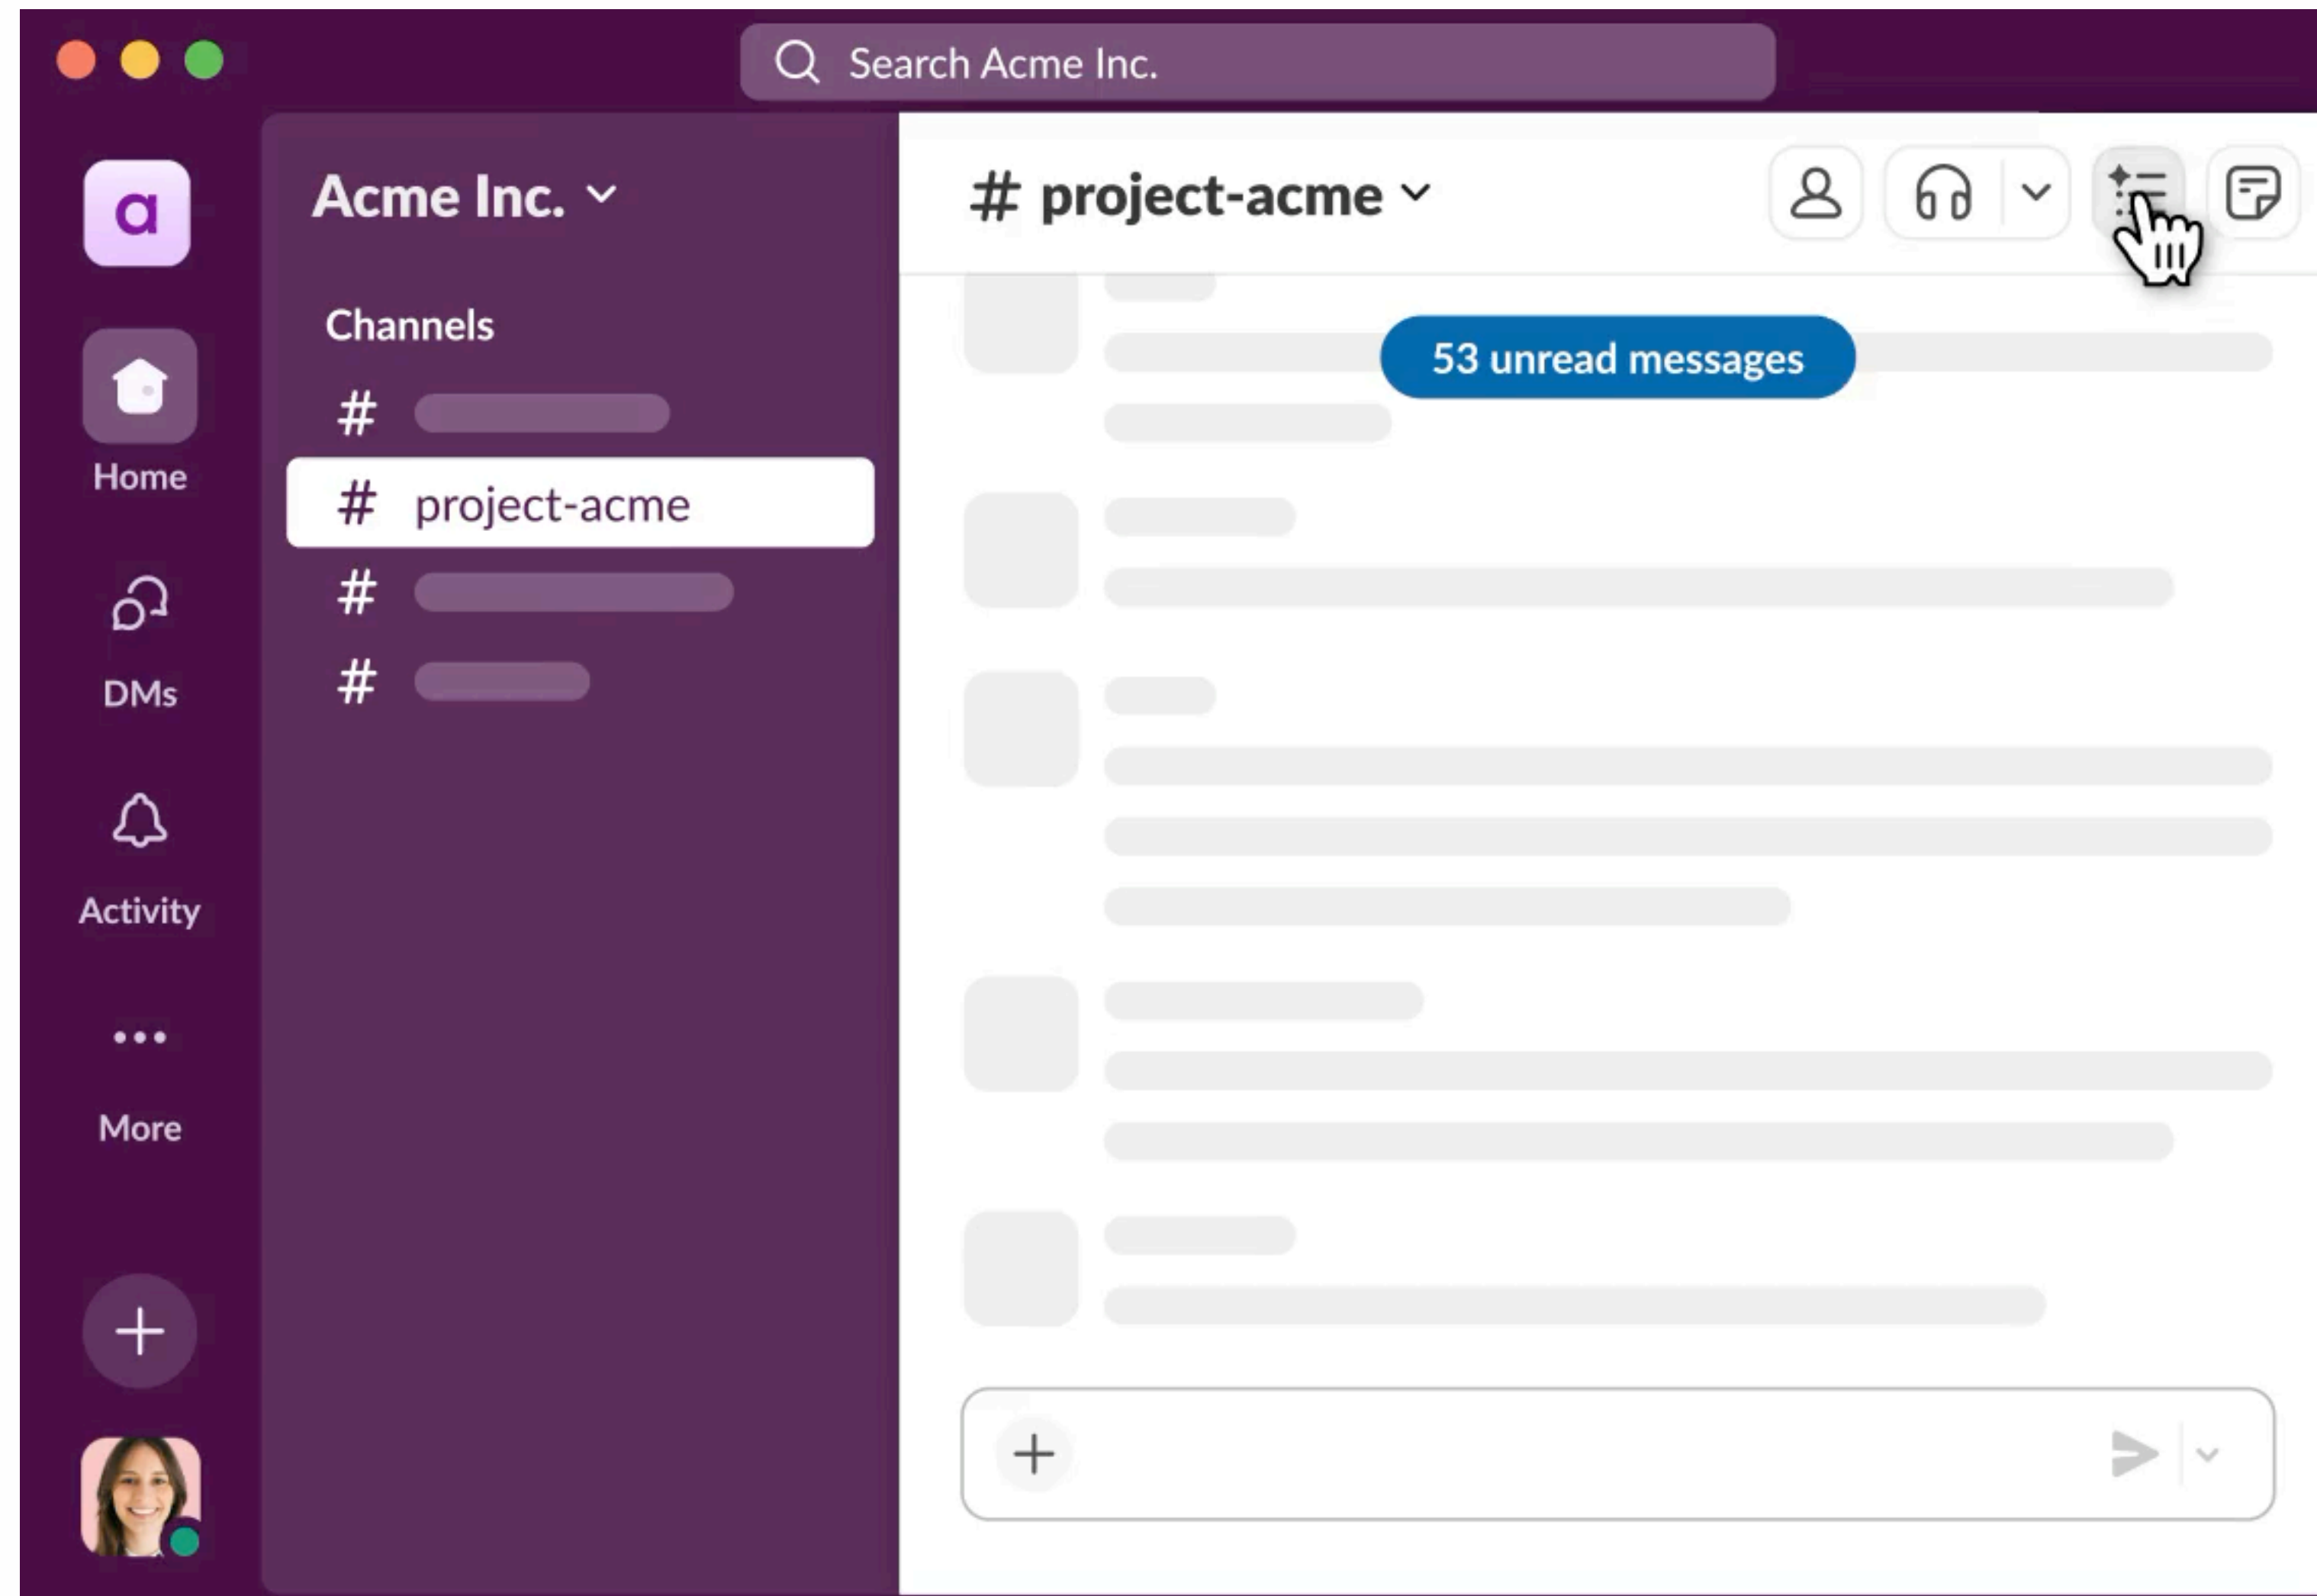 Search Acme Inc.
a
Home
DMs
Activity
More
Acme Inc.
Channels
#
# project-acme
#
#
# project-acme
53 unread messages